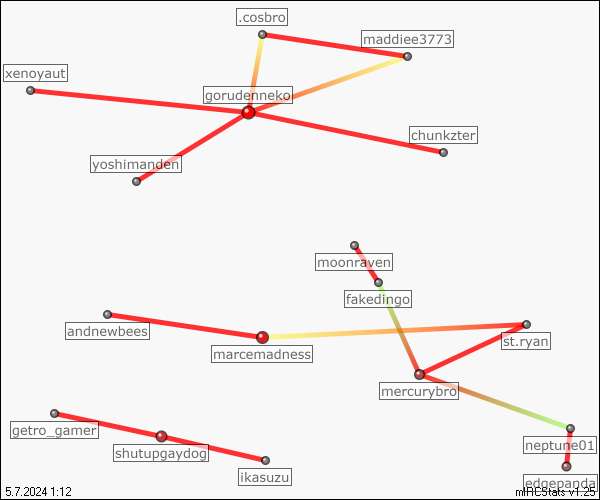 .cosbro
maddiee3773
xenoyaut
gorudenneko
chunkzter
yoshimanden
moonraven
fakedingo
andnewbees
st.ryan
marcemadness
mercurybro
getro_gamer
neptune01
shutupgaydog
ikasuzu
edgepanda
5.7.2024 1:12
mIRCStats v1.25